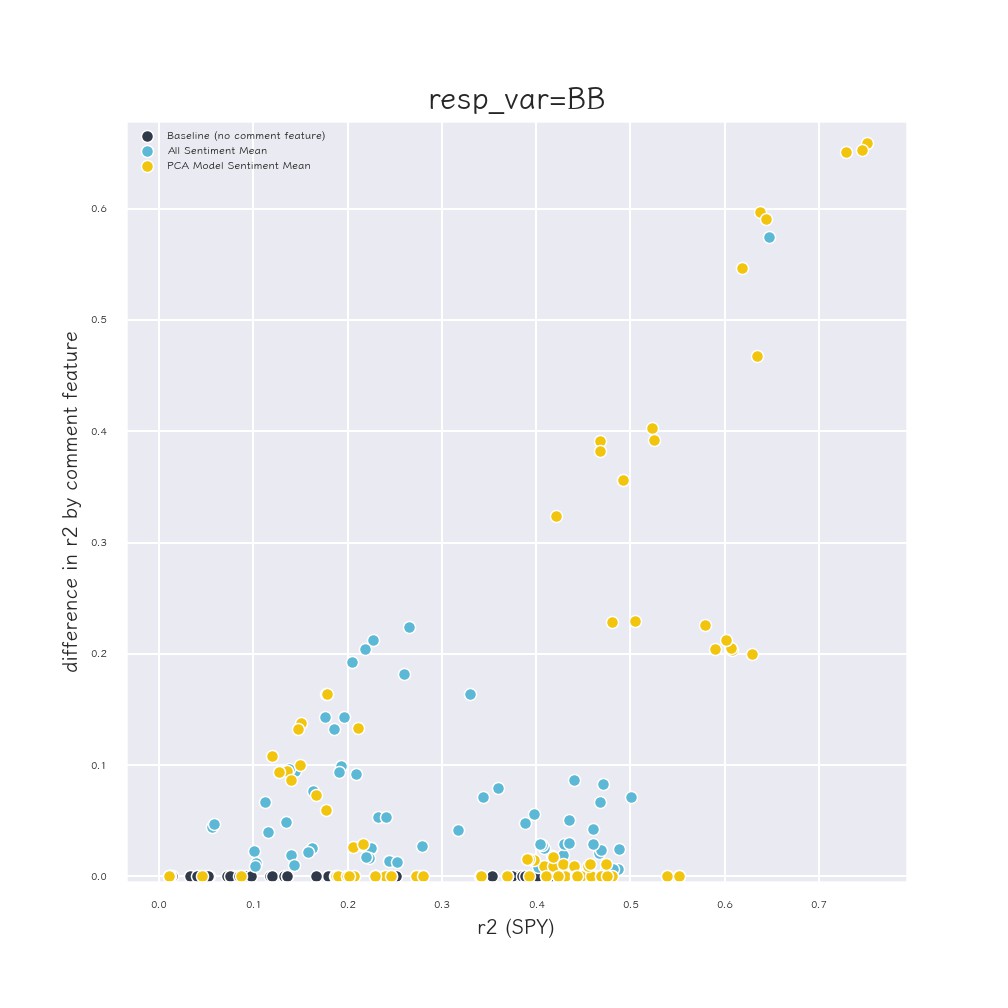 resp_var=BB
Baseline (no comment feature)
All Sentiment Mean
PCA Model Sentiment Mean
difference in r2 by comment feature
0.6
0.5
0.4
0.3
0.2
0.1
0.0
0.0 0.1 0.2 0.3 0.4 0.5 0.6 0.7
r2 (SPY)